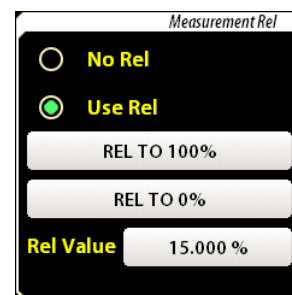 Measurement Rel
No Rel
Use Rel
REL TO 100%
REL TO 0%
Rel Value 15.000 %